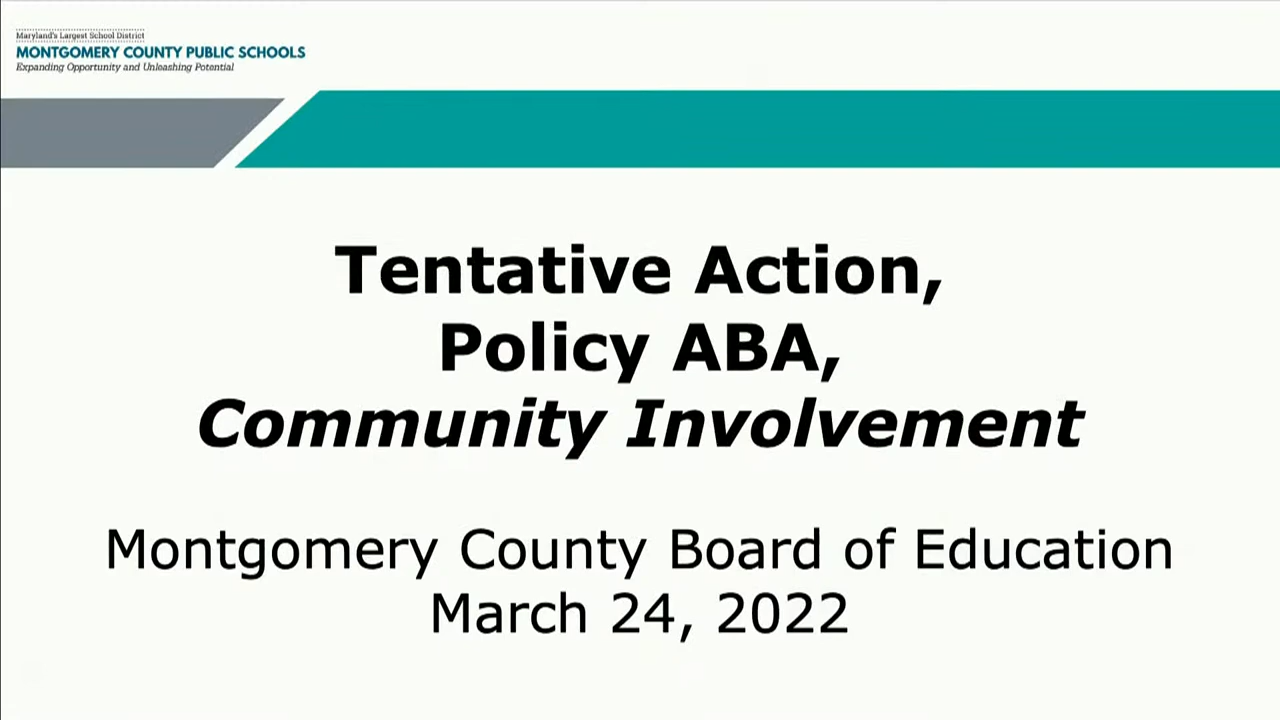 Maryland's Largest School District
MONTGOMERY COUNTY PUBLIC SCHOOLS
Expanding Opportunity and Unleashing Potential
Tentative Action,
Policy ABA,
Community Involvement
Montgomery County Board of Education
March 24, 2022